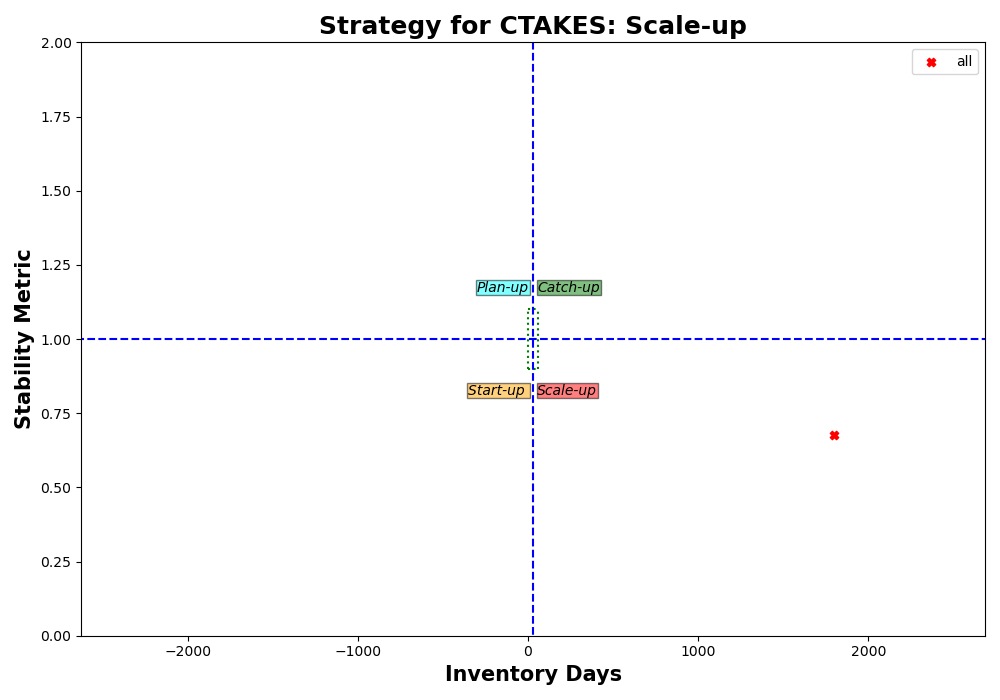 Strategy for CTAKES: Scale-up
2.00
all
1.75
1.50
1.25
Plan-up Catch-up
1.00
Start-up Scale-up
0.75
0.50
0.25
0.00
Stability Metric
−2000 −1000 0 1000 2000
Inventory Days